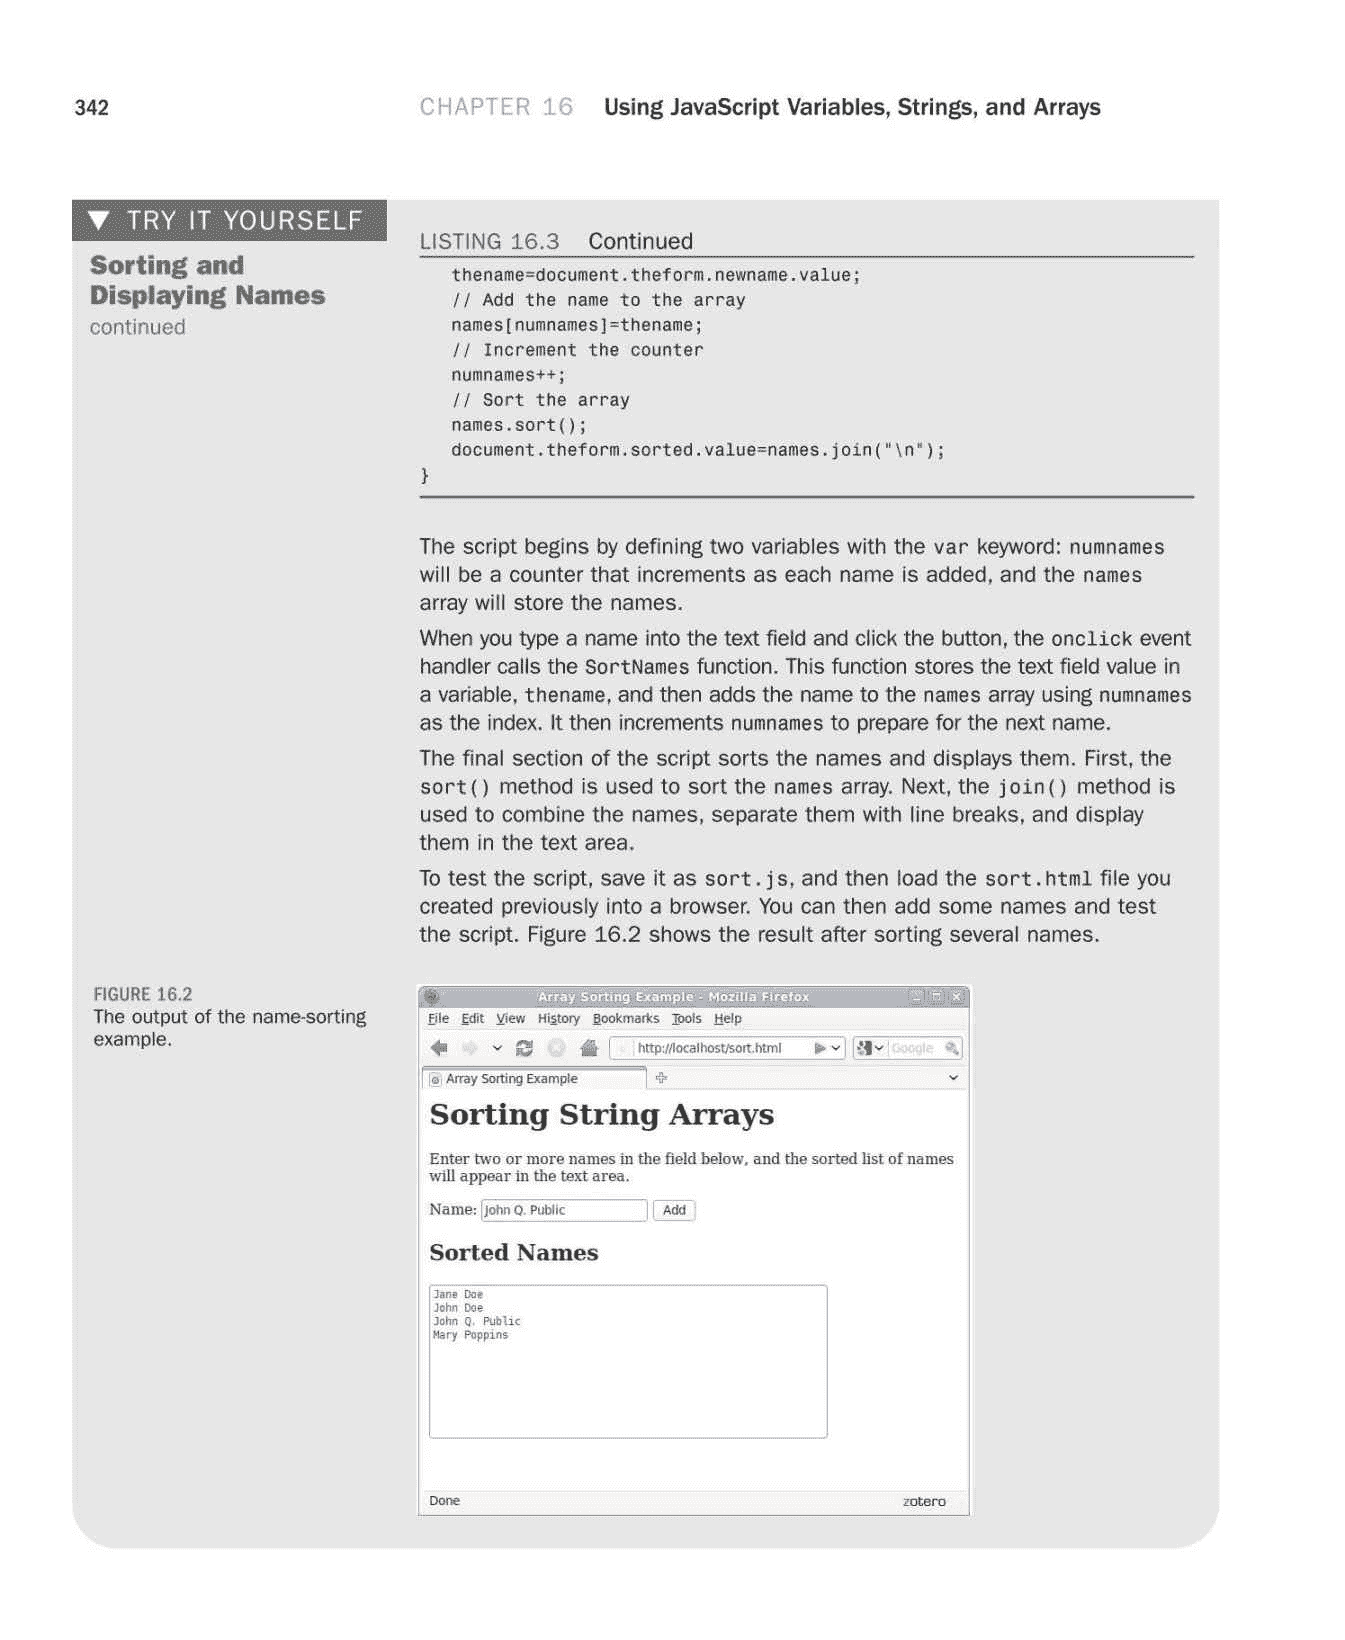 342
CHAPTER 16 Using JavaScript Variables, Strings, and Arrays
▼ TRY IT YOURSELF
Sorting and
Displaying Names
continued
LISTING 16.3 Continued
thename=document.theform.newname.value;
// Add the name to the array
names[numnames]=thename;
// Increment the counter
numnames++;
// Sort the array
names.sort();
document.theform.sorted.value=names.join("\n");
}
The script begins by defining two variables with the var keyword: numnames
will be a counter that increments as each name is added, and the names
array will store the names.
When you type a name into the text field and click the button, the onclick event
handler calls the SortNames function. This function stores the text field value in
a variable, thename, and then adds the name to the names array using numnames
as the index. It then increments numnames to prepare for the next name.
The final section of the script sorts the names and displays them. First, the
sort() method is used to sort the names array. Next, the join() method is
used to combine the names, separate them with line breaks, and display
them in the text area.
To test the script, save it as sort.js, and then load the sort.html file you
created previously into a browser. You can then add some names and test
the script. Figure 16.2 shows the result after sorting several names.
FIGURE 16.2
The output of the name-sorting
example.
Array Sorting Example - Mozilla Firefox
File Edit View History Bookmarks Tools Help
http://localhost/sort.html Google
Array Sorting Example
Sorting String Arrays
Enter two or more names in the field below, and the sorted list of names
will appear in the text area.
Name: John Q. Public Add
Sorted Names
Jane Doe
John Doe
John Q. Public
Mary Poppins
Done zotero